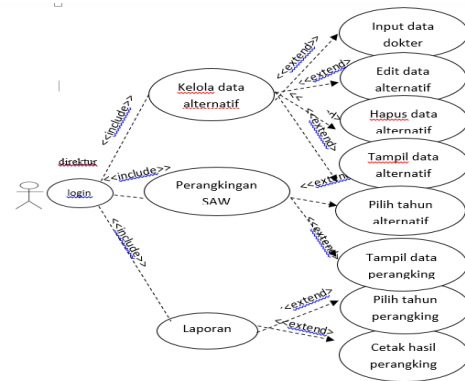 Input data
dokter
<<extend>>
<<extend>>
Edit data
alternatif
Kelola data
alternatif
<<
Hapus data
alternatif
<<include>>
<<extend>>
Tampil data
alternatif
direktur
<<include>>
login
Perangkingan
SAW
<<extend
Pilih tahun
alternatif
<<extend>>
<<include>>
Tampil data
perangking
<<extend>>
Pilih tahun
perangking
Laporan
<<extend>>
Cetak hasil
perangking